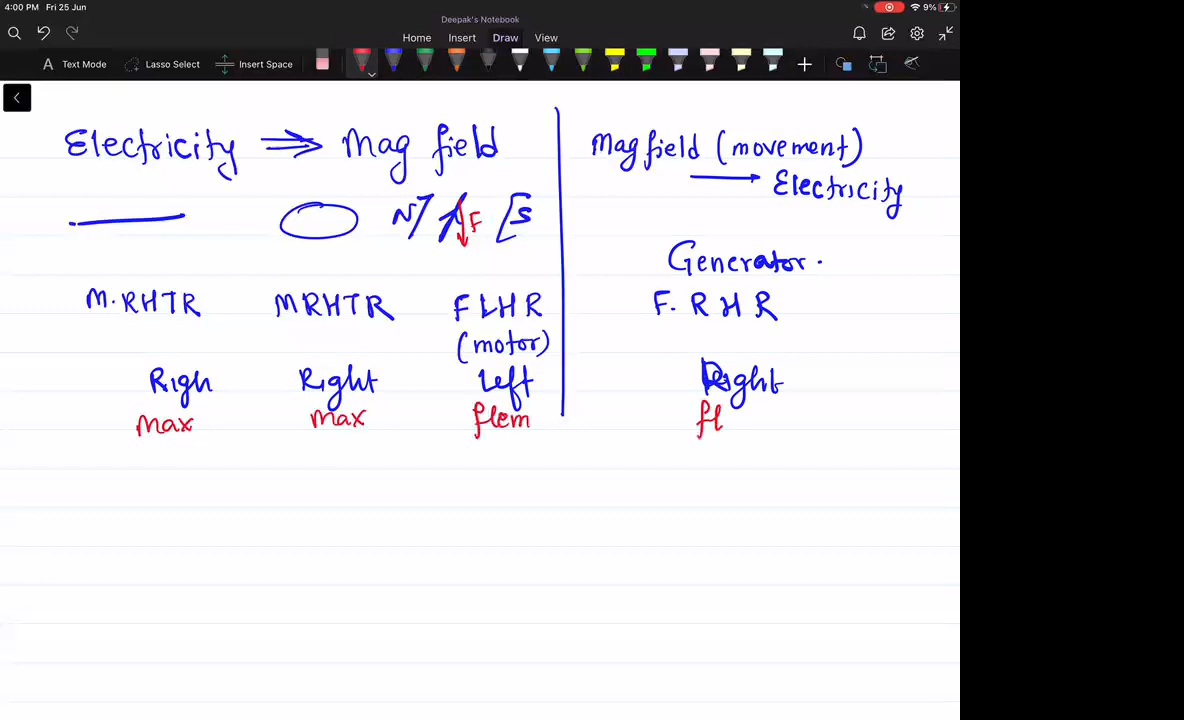 4:00 PM Fri 25 Jun
9%
Deepak's Notebook
Home Insert Draw View
Text Mode Lasso Select Insert Space
Electricity ⇒ Mag field
N F S
M. RHTR MRHTR FLHR
(motor)
Righ Right Left
max max flem
Mag field (movement)
→ Electricity
Generator.
F. R H R
Right
fl